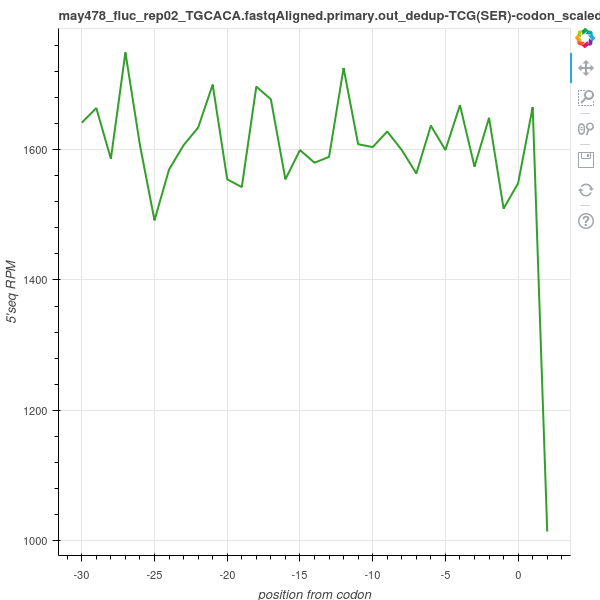 may478_fluc_rep02_TGCACA.fastqAligned.primary.out_dedup-TCG(SER)-codon_scaled
1600
1400
1200
1000
5'seq RPM
-30 -25 -20 -15 -10 -5 0
position from codon